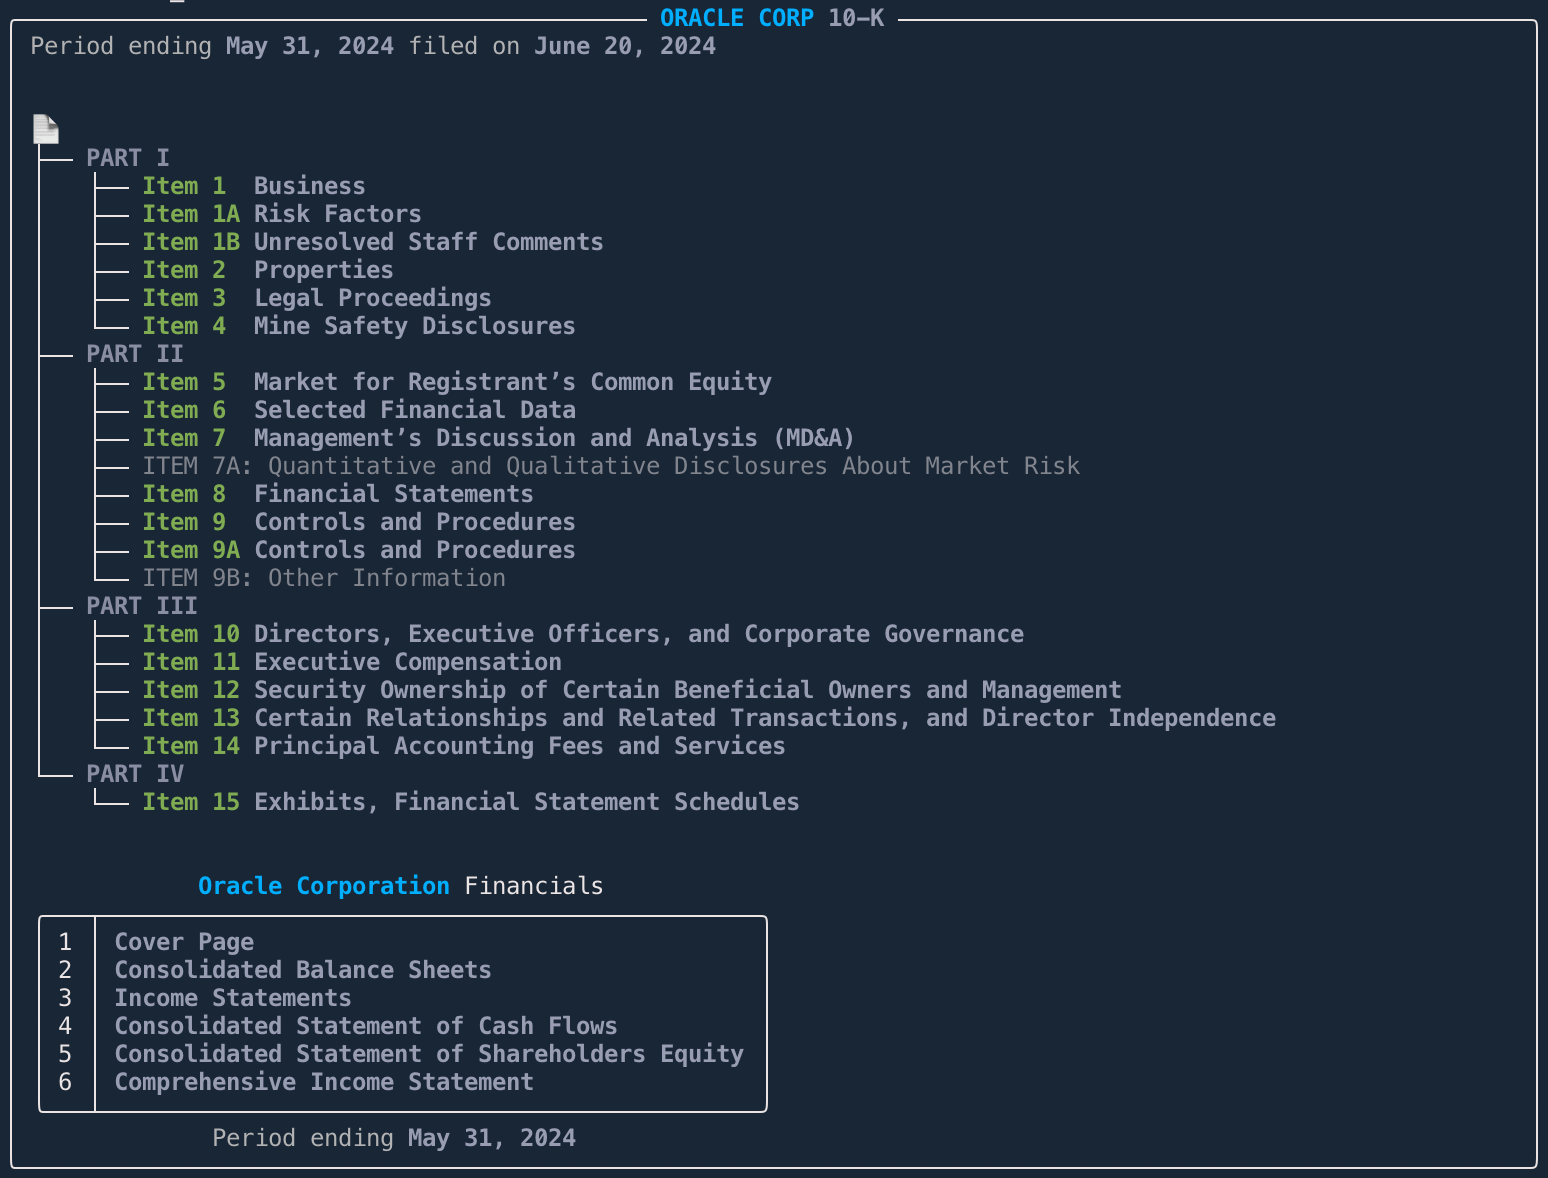 ORACLE CORP 10–K
Period ending May 31, 2024 filed on June 20, 2024
PART I
Item 1 Business
Item 1A Risk Factors
Item 1B Unresolved Staff Comments
Item 2 Properties
Item 3 Legal Proceedings
Item 4 Mine Safety Disclosures
PART II
Item 5 Market for Registrant’s Common Equity
Item 6 Selected Financial Data
Item 7 Management’s Discussion and Analysis (MD&A)
ITEM 7A: Quantitative and Qualitative Disclosures About Market Risk
Item 8 Financial Statements
Item 9 Controls and Procedures
Item 9A Controls and Procedures
ITEM 9B: Other Information
PART III
Item 10 Directors, Executive Officers, and Corporate Governance
Item 11 Executive Compensation
Item 12 Security Ownership of Certain Beneficial Owners and Management
Item 13 Certain Relationships and Related Transactions, and Director Independence
Item 14 Principal Accounting Fees and Services
PART IV
Item 15 Exhibits, Financial Statement Schedules
Oracle Corporation Financials
1 Cover Page
2 Consolidated Balance Sheets
3 Income Statements
4 Consolidated Statement of Cash Flows
5 Consolidated Statement of Shareholders Equity
6 Comprehensive Income Statement
Period ending May 31, 2024